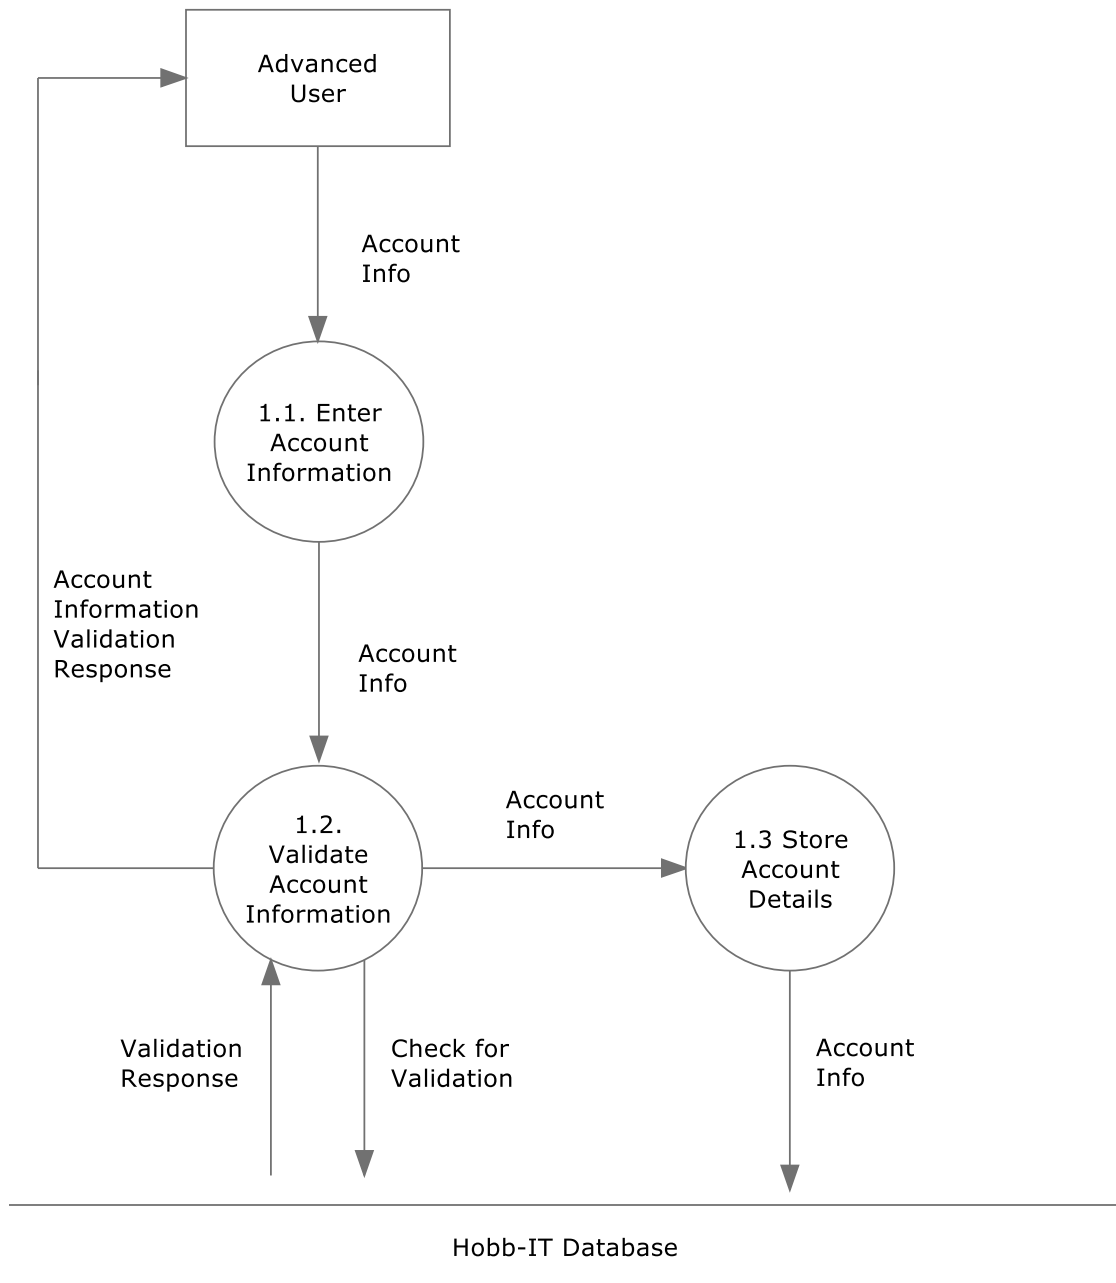 Advanced
User
Account
Info
1.1. Enter
Account
Information
Account
Information
Validation
Response
Account
Info
1.2.
Validate
Account
Information
Account
Info
1.3 Store
Account
Details
Validation
Response
Check for
Validation
Account
Info
Hobb-IT Database